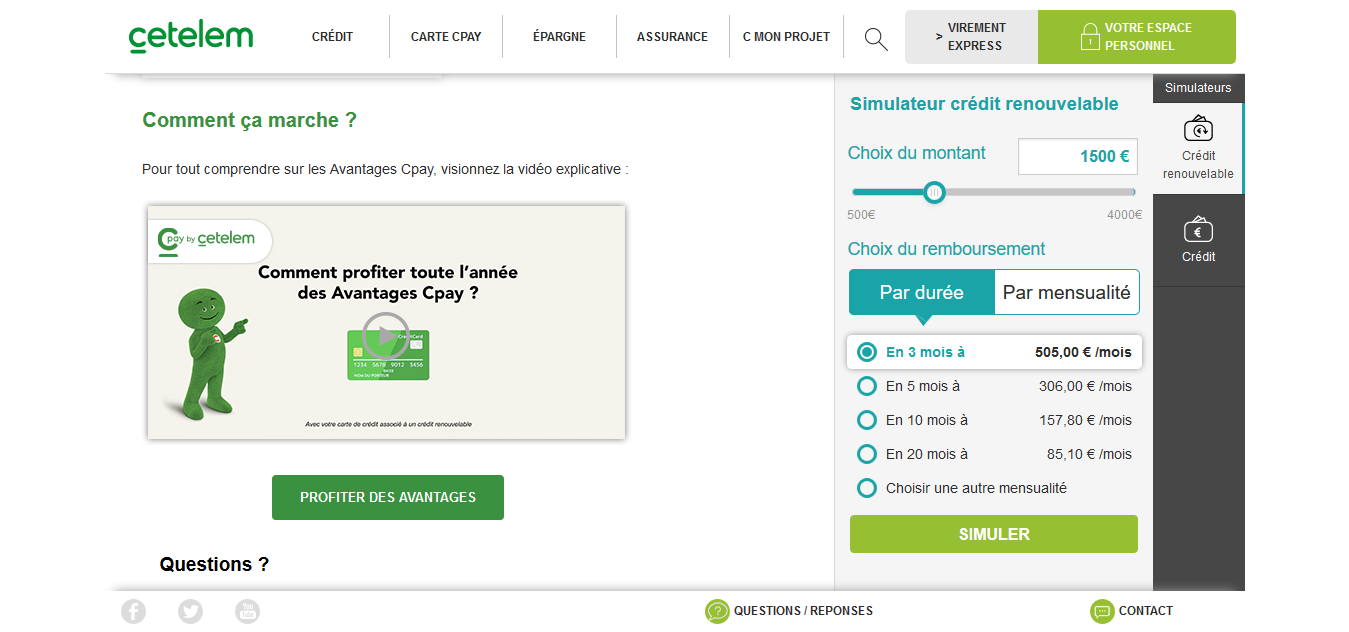 cetelem
CRÉDIT
CARTE CPAY
ÉPARGNE
ASSURANCE
C MON PROJET
> VIREMENT
EXPRESS
VOTRE ESPACE
PERSONNEL
Comment ça marche ?
Pour tout comprendre sur les Avantages Cpay, visionnez la vidéo explicative :
Cpay by cetelem
Comment profiter toute l'année
des Avantages Cpay ?
CreditCard
1234 5678 9012 3456
NOM DU PORTEUR
Avec votre carte de crédit associé à un crédit renouvelable
PROFITER DES AVANTAGES
Questions ?
Simulateur crédit renouvelable
Choix du montant
1500 €
500€
4000€
Choix du remboursement
Par durée
Par mensualité
En 3 mois à 505,00 € /mois
En 5 mois à 306,00 € /mois
En 10 mois à 157,80 € /mois
En 20 mois à 85,10 € /mois
Choisir une autre mensualité
SIMULER
Simulateurs
Crédit
renouvelable
€
Crédit
You
Tube
QUESTIONS / REPONSES
CONTACT